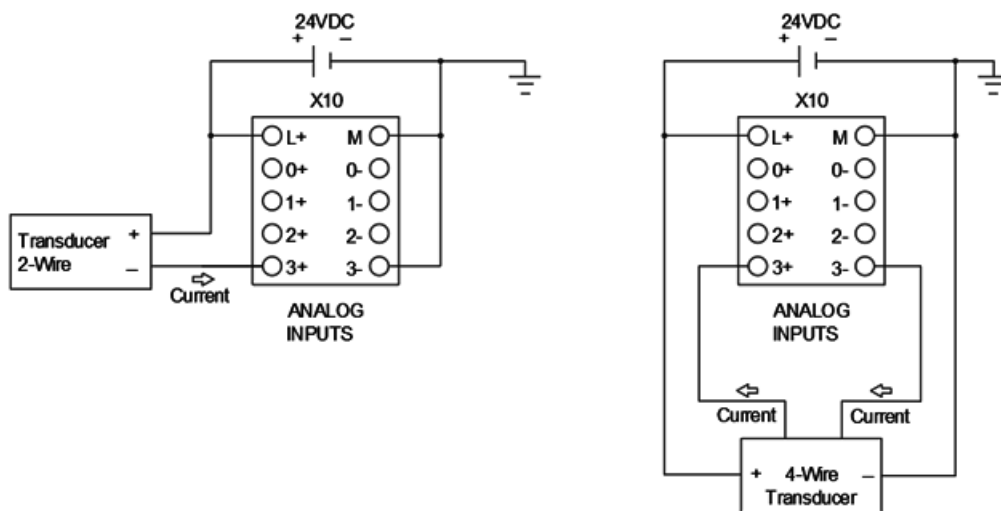 24VDC
+ −
X10
L+ M
0+ 0-
1+ 1-
2+ 2-
3+ 3-
Transducer +
2-Wire −
Current
ANALOG
INPUTS
24VDC
+ −
X10
L+ M
0+ 0-
1+ 1-
2+ 2-
3+ 3-
ANALOG
INPUTS
Current Current
+ 4-Wire −
Transducer